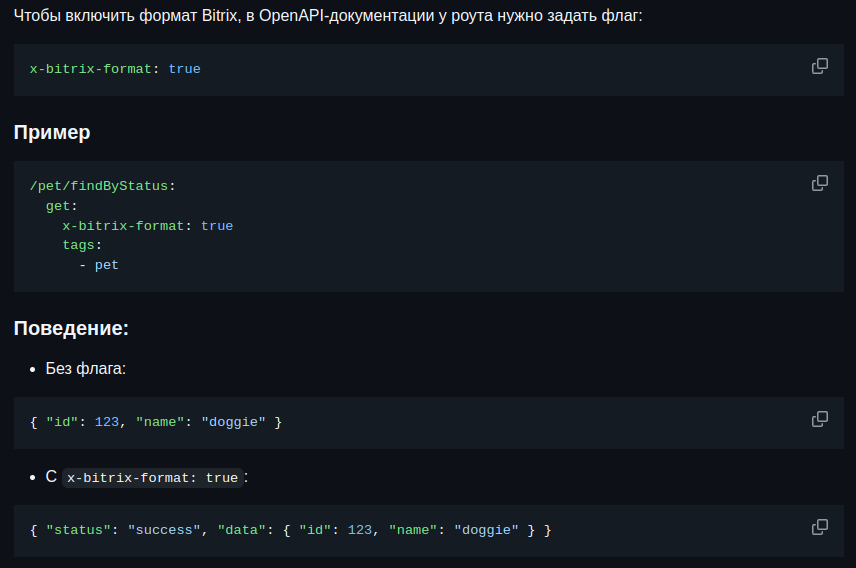 Чтобы включить формат Bitrix, в OpenAPI-документации у роута нужно задать флаг:
x-bitrix-format: true
Пример
/pet/findByStatus:
  get:
    x-bitrix-format: true
    tags:
      - pet
Поведение:
• Без флага:
{ "id": 123, "name": "doggie" }
• С x-bitrix-format: true:
{ "status": "success", "data": { "id": 123, "name": "doggie" } }